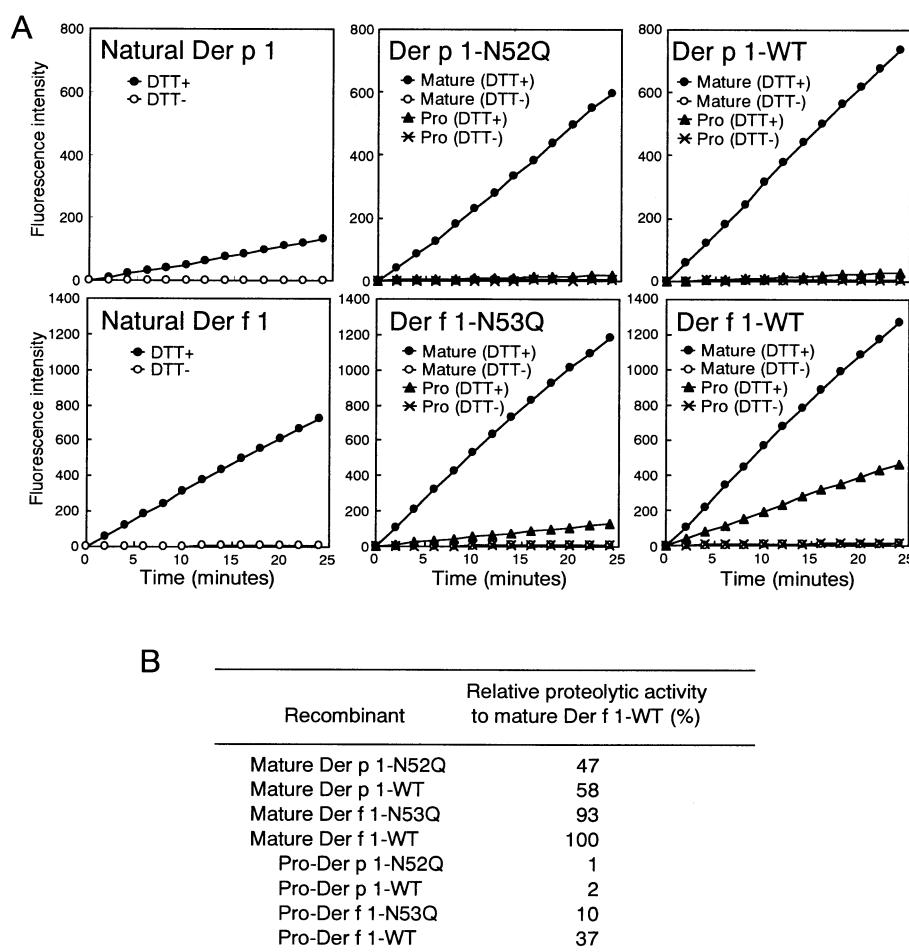 A
Natural Der p 1
DTT+
DTT-
Fluorescence intensity
800
600
400
200
0
Der p 1-N52Q
Mature (DTT+)
Mature (DTT-)
Pro (DTT+)
Pro (DTT-)
800
600
400
200
0
Der p 1-WT
Mature (DTT+)
Mature (DTT-)
Pro (DTT+)
Pro (DTT-)
800
600
400
200
0
Natural Der f 1
DTT+
DTT-
Fluorescence intensity
1400
1200
1000
800
600
400
200
0
0 5 10 15 20 25
Time (minutes)
Der f 1-N53Q
Mature (DTT+)
Mature (DTT-)
Pro (DTT+)
Pro (DTT-)
1400
1200
1000
800
600
400
200
0
0 5 10 15 20 25
Time (minutes)
Der f 1-WT
Mature (DTT+)
Mature (DTT-)
Pro (DTT+)
Pro (DTT-)
1400
1200
1000
800
600
400
200
0
0 5 10 15 20 25
Time (minutes)
B
Recombinant
Relative proteolytic activity
to mature Der f 1-WT (%)
Mature Der p 1-N52Q 47
Mature Der p 1-WT 58
Mature Der f 1-N53Q 93
Mature Der f 1-WT 100
Pro-Der p 1-N52Q 1
Pro-Der p 1-WT 2
Pro-Der f 1-N53Q 10
Pro-Der f 1-WT 37